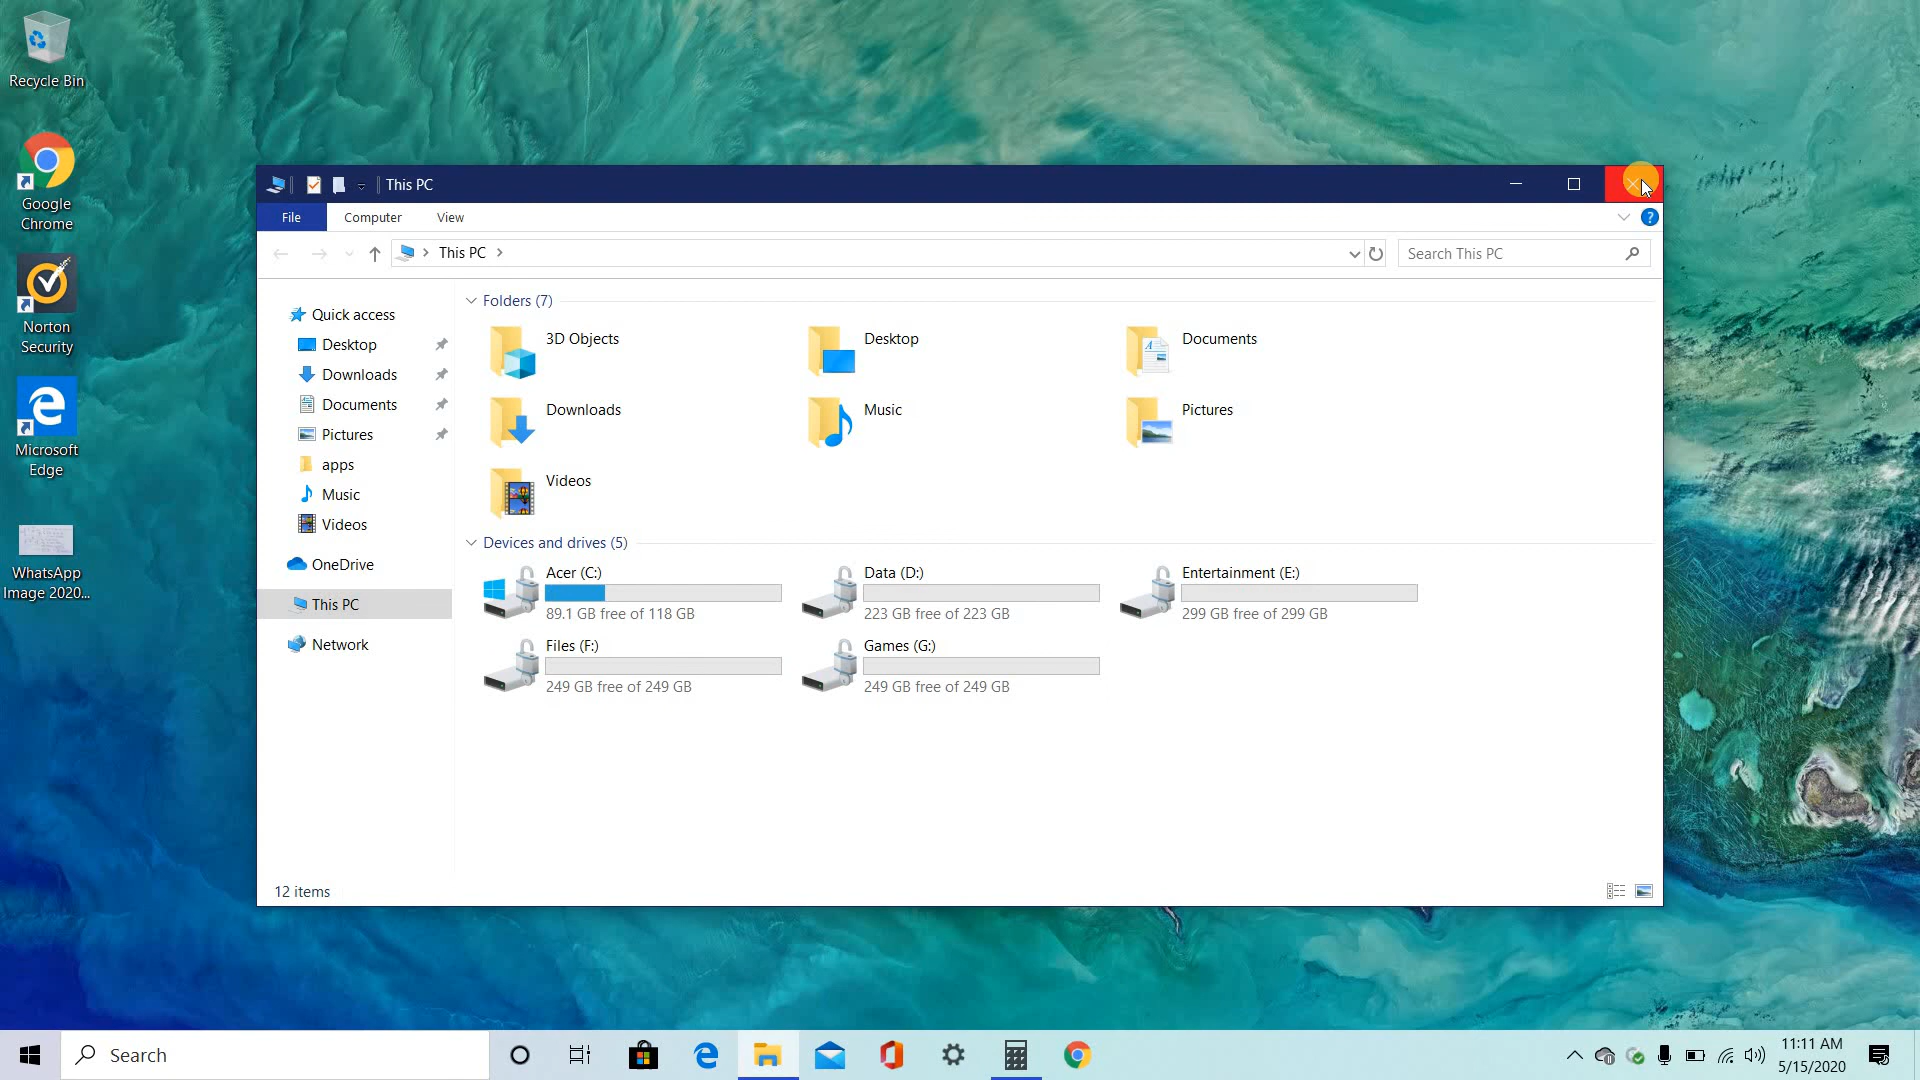 Recycle Bin
Google
Chrome
Norton
Security
Microsoft
Edge
WhatsApp
Image 2020...
This PC
File
Computer
View
?
This PC
Search This PC
Quick access
Desktop
Downloads
Documents
Pictures
apps
Music
Videos
OneDrive
This PC
Network
Folders (7)
3D Objects
Desktop
Documents
Downloads
Music
Pictures
Videos
Devices and drives (5)
Acer (C:)
89.1 GB free of 118 GB
Data (D:)
223 GB free of 223 GB
Entertainment (E:)
299 GB free of 299 GB
Files (F:)
249 GB free of 249 GB
Games (G:)
249 GB free of 249 GB
12 items
Search
11:11 AM
5/15/2020